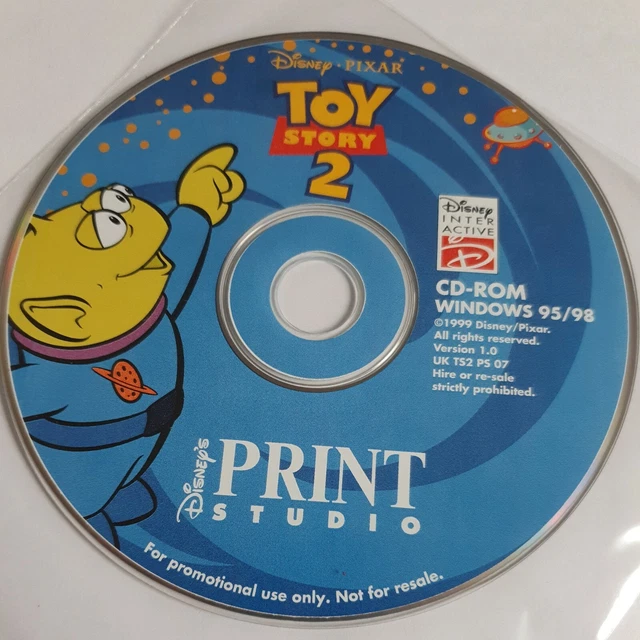 Disney · PIXAR
TOY
STORY
2
Disney
INTER
ACTIVE
CD-ROM
WINDOWS 95/98
©1999 Disney/Pixar.
All rights reserved.
Version 1.0
UK TS2 PS 07
Hire or re-sale
strictly prohibited.
Disney's
PRINT
STUDIO
For promotional use only. Not for resale.